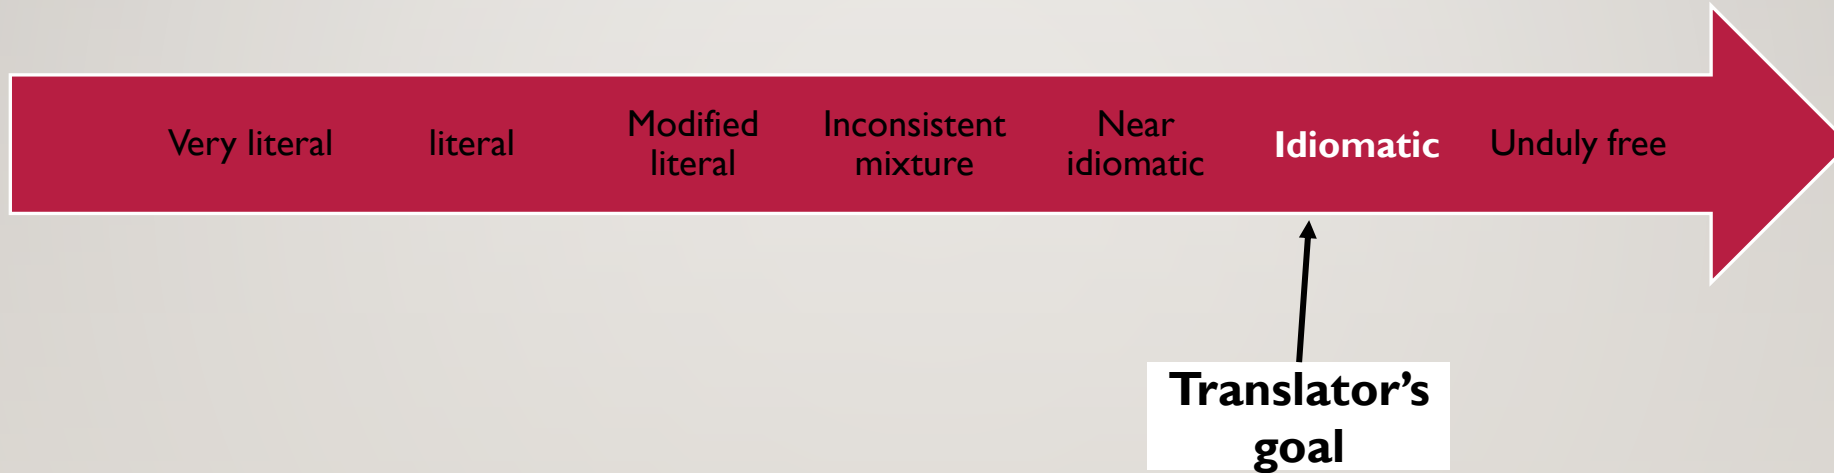 Very literal
literal
Modified
literal
Inconsistent
mixture
Near
idiomatic
Idiomatic
Unduly free
Translator’s
goal